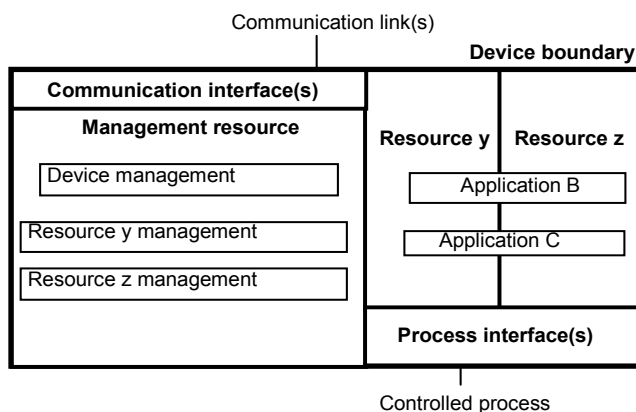 Communication link(s)
Device boundary
Communication interface(s)
Management resource
Resource y
Resource z
Device management
Application B
Resource y management
Application C
Resource z management
Process interface(s)
Controlled process